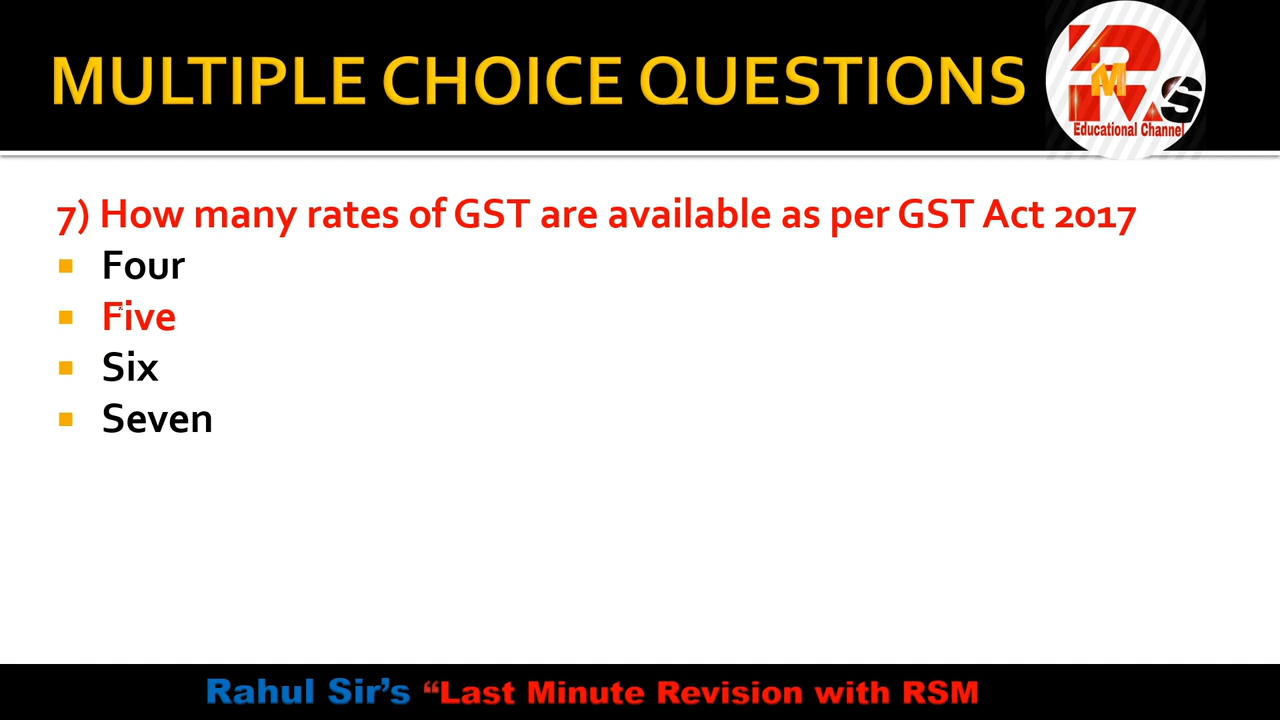 MULTIPLE CHOICE QUESTIONS
RMS
Educational Channel
7) How many rates of GST are available as per GST Act 2017
Four
Five
Six
Seven
Rahul Sir's “Last Minute Revision with RSM